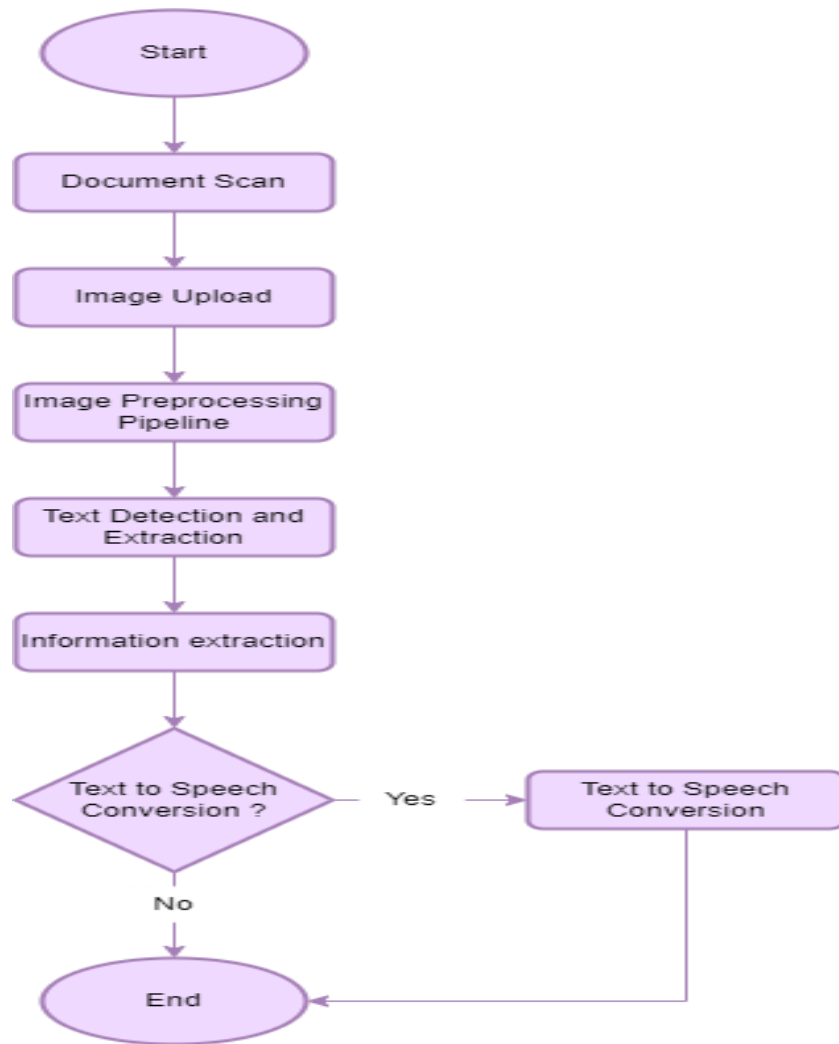 Start
Document Scan
Image Upload
Image Preprocessing
Pipeline
Text Detection and
Extraction
Information extraction
Text to Speech
Conversion ?
Yes
Text to Speech
Conversion
No
End